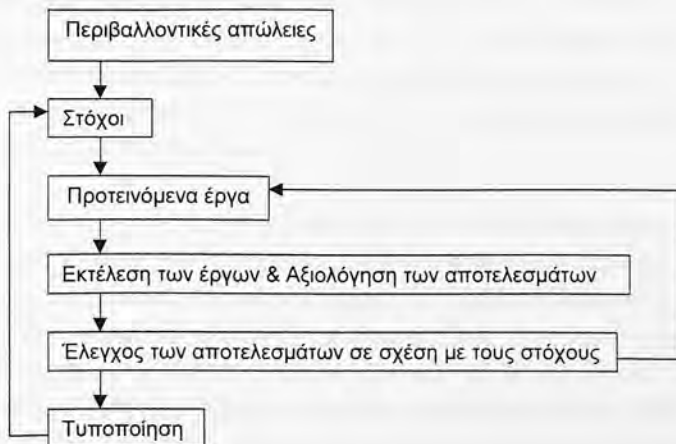 Περιβαλλοντικές απώλειες
Στόχοι
Προτεινόμενα έργα
Εκτέλεση των έργων & Αξιολόγηση των αποτελεσμάτων
Έλεγχος των αποτελεσμάτων σε σχέση με τους στόχους
Τυποποίηση